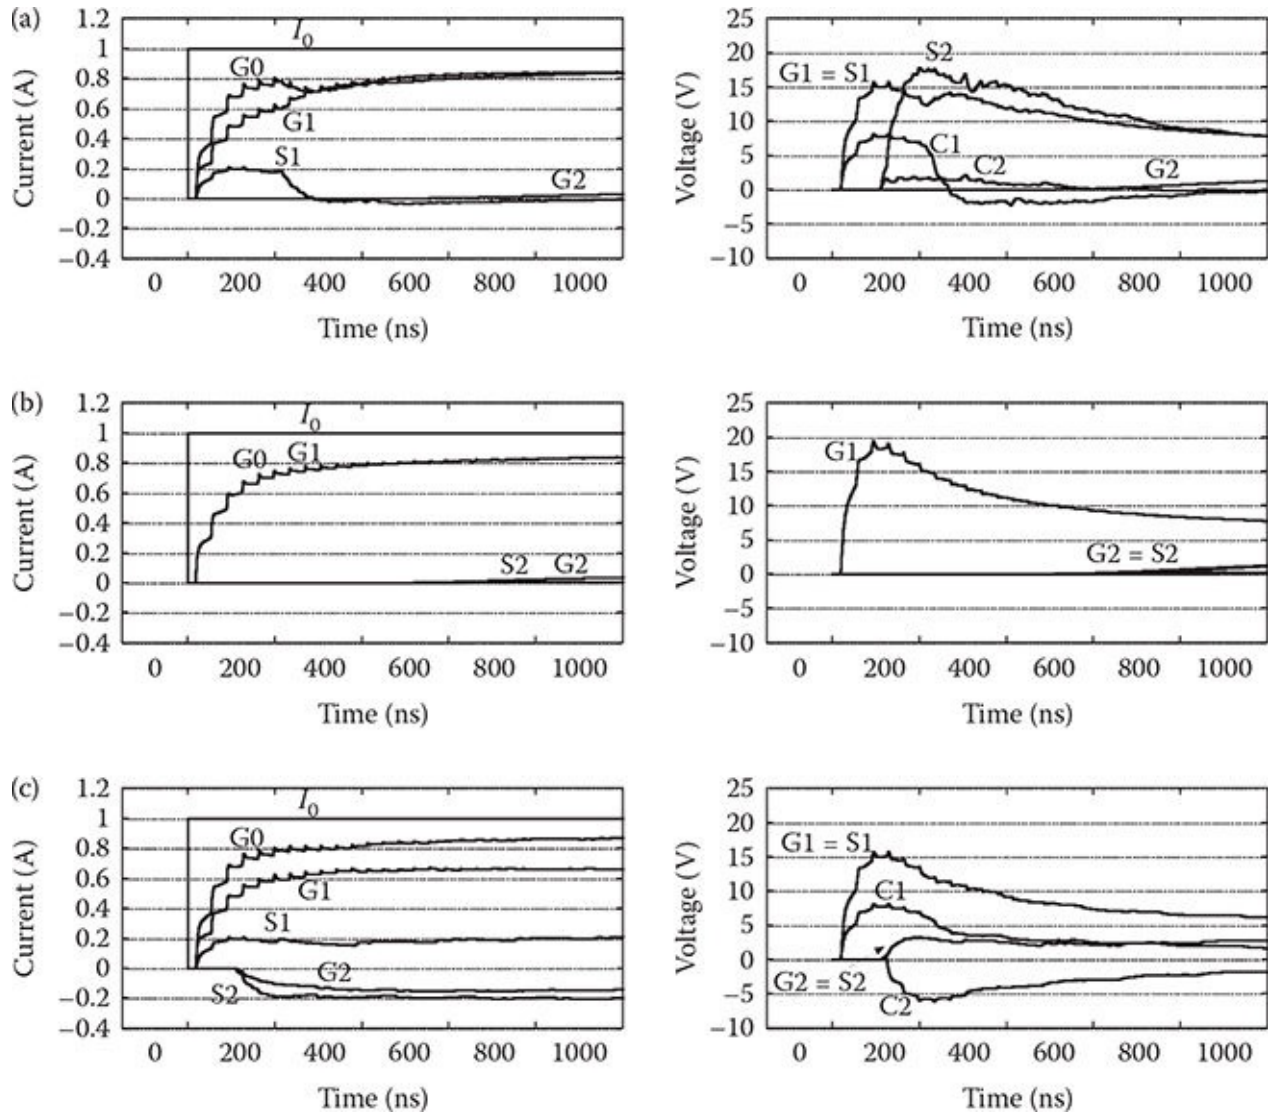 (a)
Current (A)
1.2
1
0.8
0.6
0.4
0.2
0
−0.2
−0.4
I0
G0
G1
S1
G2
0 200 400 600 800 1000
Time (ns)
Voltage (V)
25
20
15
10
5
0
−5
−10
G1 = S1
S2
C1
C2
G2
0 200 400 600 800 1000
Time (ns)
(b)
Current (A)
1.2
1
0.8
0.6
0.4
0.2
0
−0.2
−0.4
I0
G0 G1
S2 G2
0 200 400 600 800 1000
Time (ns)
Voltage (V)
25
20
15
10
5
0
−5
−10
G1
G2 = S2
0 200 400 600 800 1000
Time (ns)
(c)
Current (A)
1.2
1
0.8
0.6
0.4
0.2
0
−0.2
−0.4
I0
G0
G1
S1
G2
S2
0 200 400 600 800 1000
Time (ns)
Voltage (V)
25
20
15
10
5
0
−5
−10
G1 = S1
C1
G2 = S2
C2
0 200 400 600 800 1000
Time (ns)